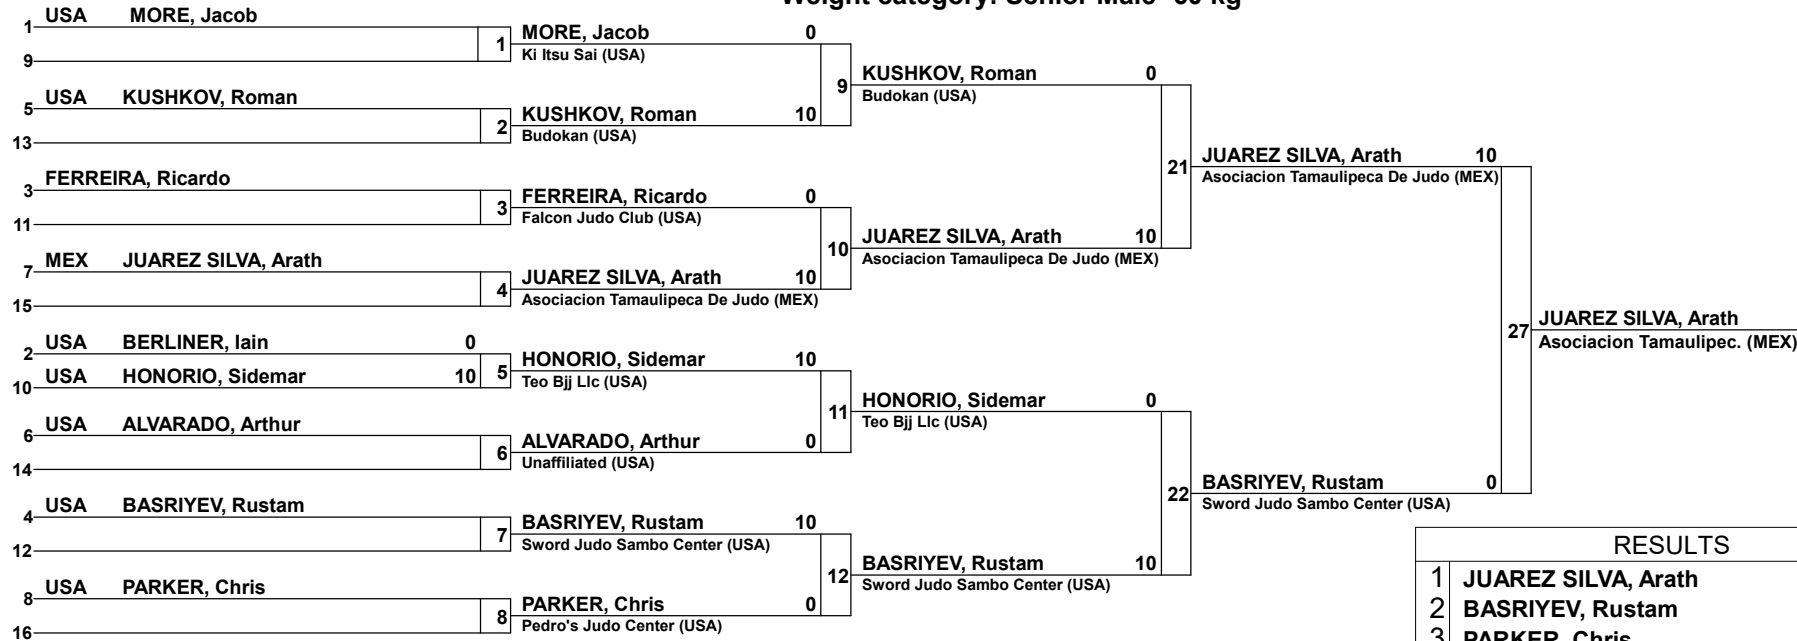 USA MORE, Jacob
1
9
1
MORE, Jacob 0
Ki Itsu Sai (USA)
USA KUSHKOV, Roman
5
13
2
KUSHKOV, Roman 10
Budokan (USA)
9
KUSHKOV, Roman 0
Budokan (USA)
FERREIRA, Ricardo
3
11
3
FERREIRA, Ricardo 0
Falcon Judo Club (USA)
MEX JUAREZ SILVA, Arath
7
15
4
JUAREZ SILVA, Arath 10
Asociacion Tamaulipeca De Judo (MEX)
10
JUAREZ SILVA, Arath 10
Asociacion Tamaulipeca De Judo (MEX)
21
JUAREZ SILVA, Arath 10
Asociacion Tamaulipeca De Judo (MEX)
USA BERLINER, Iain 0
2
USA HONORIO, Sidemar 10
10
5
HONORIO, Sidemar 10
Teo Bjj Llc (USA)
USA ALVARADO, Arthur
6
14
6
ALVARADO, Arthur 0
Unaffiliated (USA)
11
HONORIO, Sidemar 0
Teo Bjj Llc (USA)
USA BASRIYEV, Rustam
4
12
7
BASRIYEV, Rustam 10
Sword Judo Sambo Center (USA)
USA PARKER, Chris
8
16
8
PARKER, Chris 0
Pedro's Judo Center (USA)
12
BASRIYEV, Rustam 10
Sword Judo Sambo Center (USA)
22
BASRIYEV, Rustam 0
Sword Judo Sambo Center (USA)
27
JUAREZ SILVA, Arath
Asociacion Tamaulipec. (MEX)
RESULTS
1 JUAREZ SILVA, Arath
2 BASRIYEV, Rustam
3 PARKER, Chris